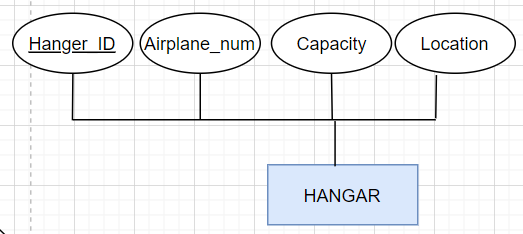 Hanger_ID
Airplane_num
Capacity
Location
HANGAR